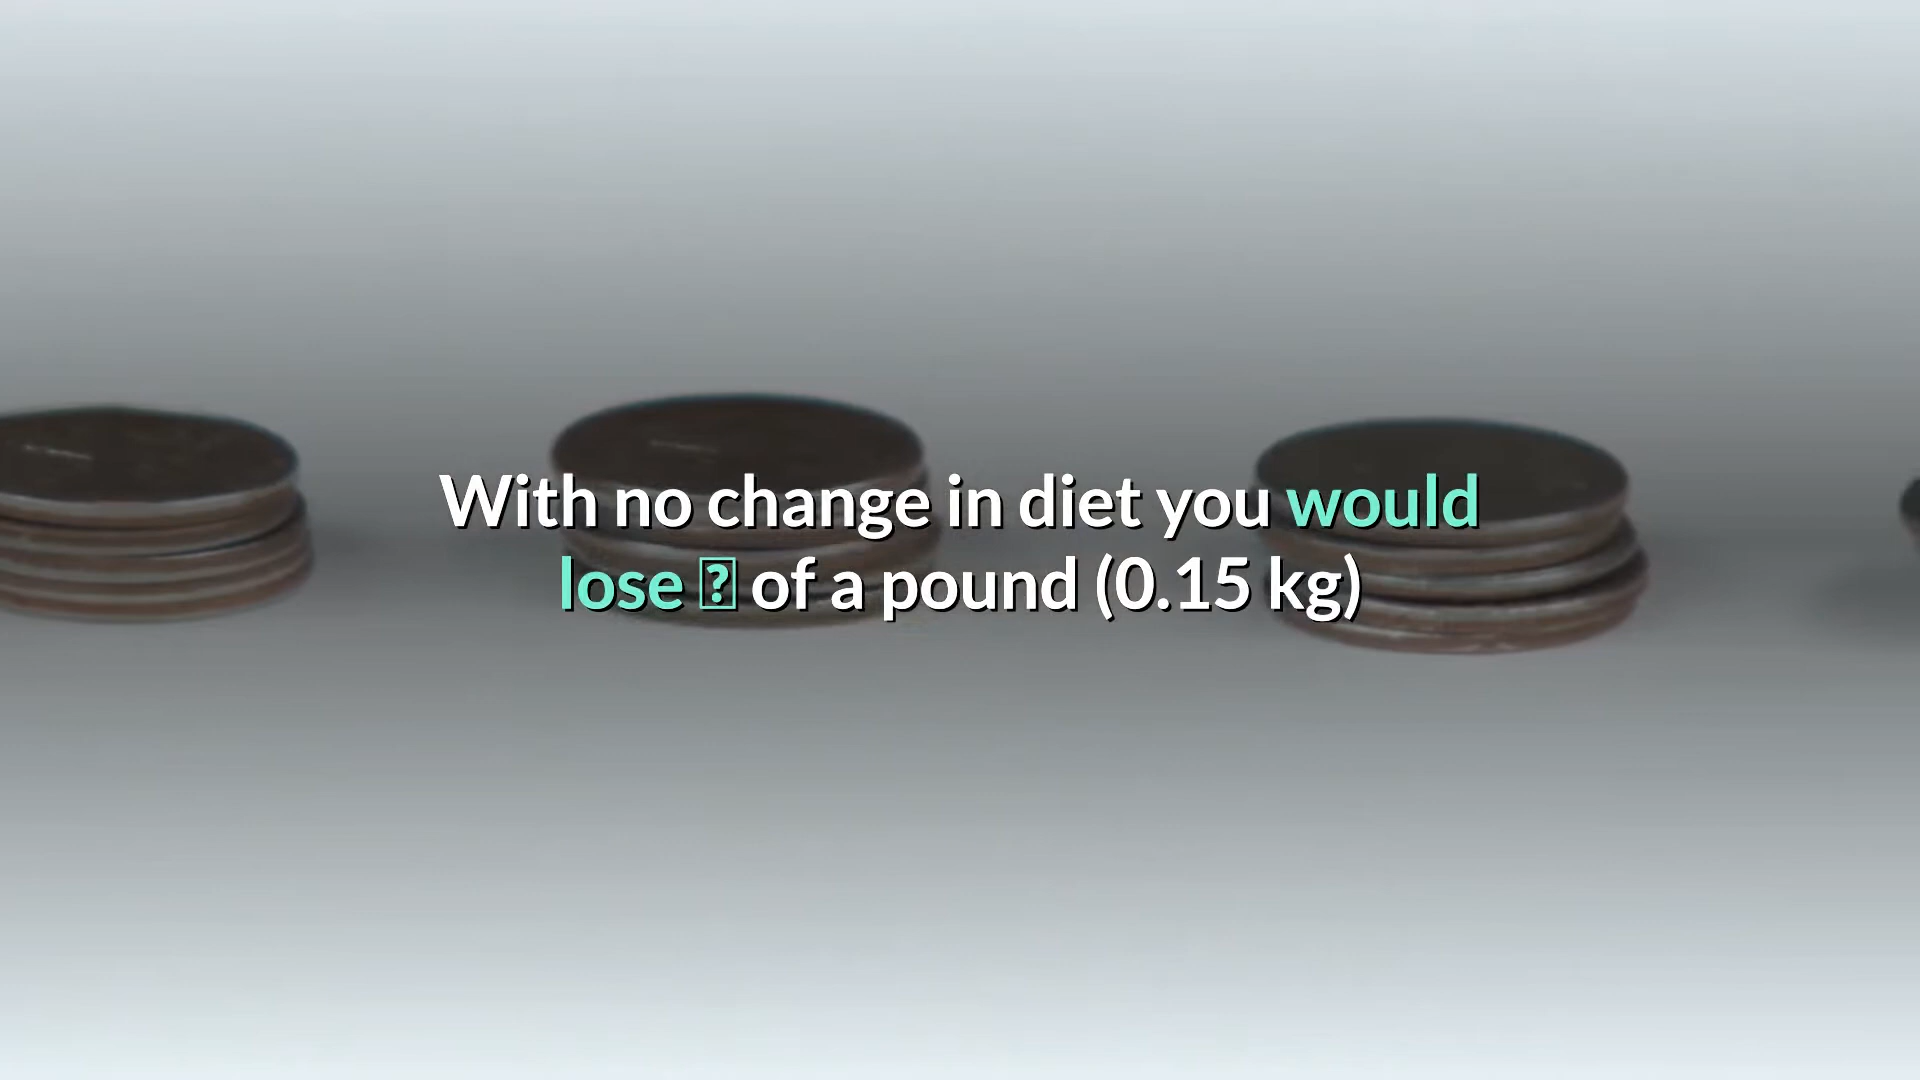 With no change in diet you would
lose of a pound (0.15 kg)